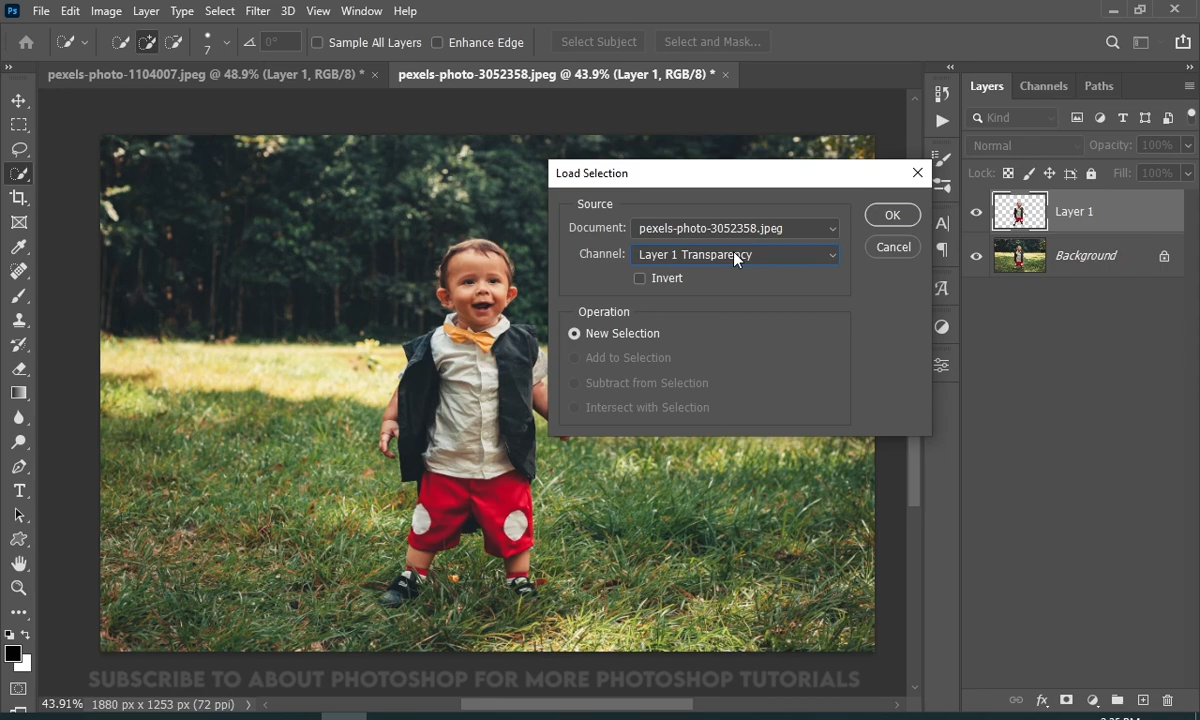 Ps File Edit Image Layer Type Select Filter 3D View Window Help
7 0° Sample All Layers Enhance Edge Select Subject Select and Mask...
pexels-photo-1104007.jpeg @ 48.9% (Layer 1, RGB/8) * × pexels-photo-3052358.jpeg @ 43.9% (Layer 1, RGB/8) * ×
Layers Channels Paths
Kind
Normal Opacity: 100%
Lock: Fill: 100%
Layer 1
Background
Load Selection
Source
Document: pexels-photo-3052358.jpeg
Channel: Layer 1 Transparency
Invert
OK
Cancel
Operation
New Selection
Add to Selection
Subtract from Selection
Intersect with Selection
SUBSCRIBE TO ABOUT PHOTOSHOP FOR MORE PHOTOSHOP TUTORIALS
43.91% 1880 px x 1253 px (72 ppi)